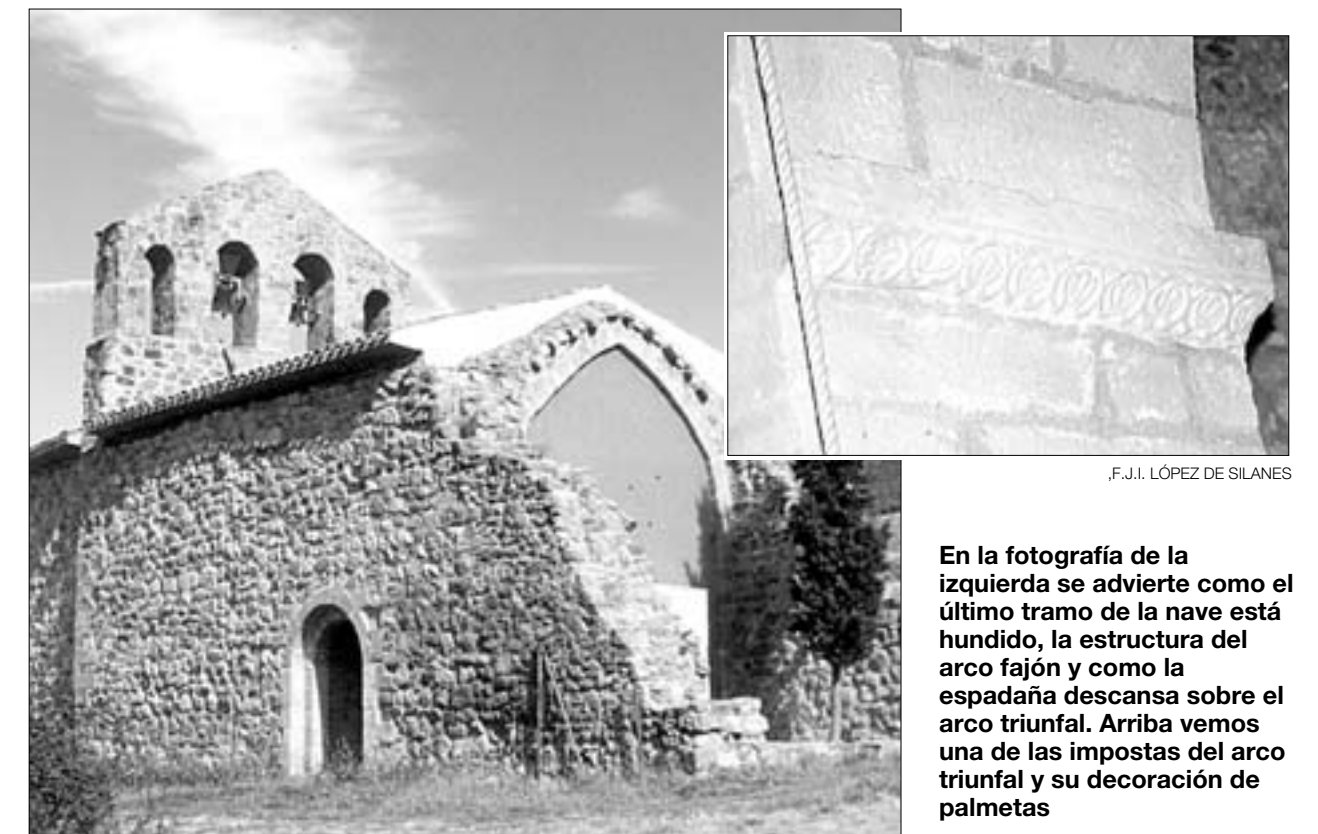 ,F.J.I. LÓPEZ DE SILANES
En la fotografía de la
izquierda se advierte como el
último tramo de la nave está
hundido, la estructura del
arco fajón y como la
espadaña descansa sobre el
arco triunfal. Arriba vemos
una de las impostas del arco
triunfal y su decoración de
palmetas